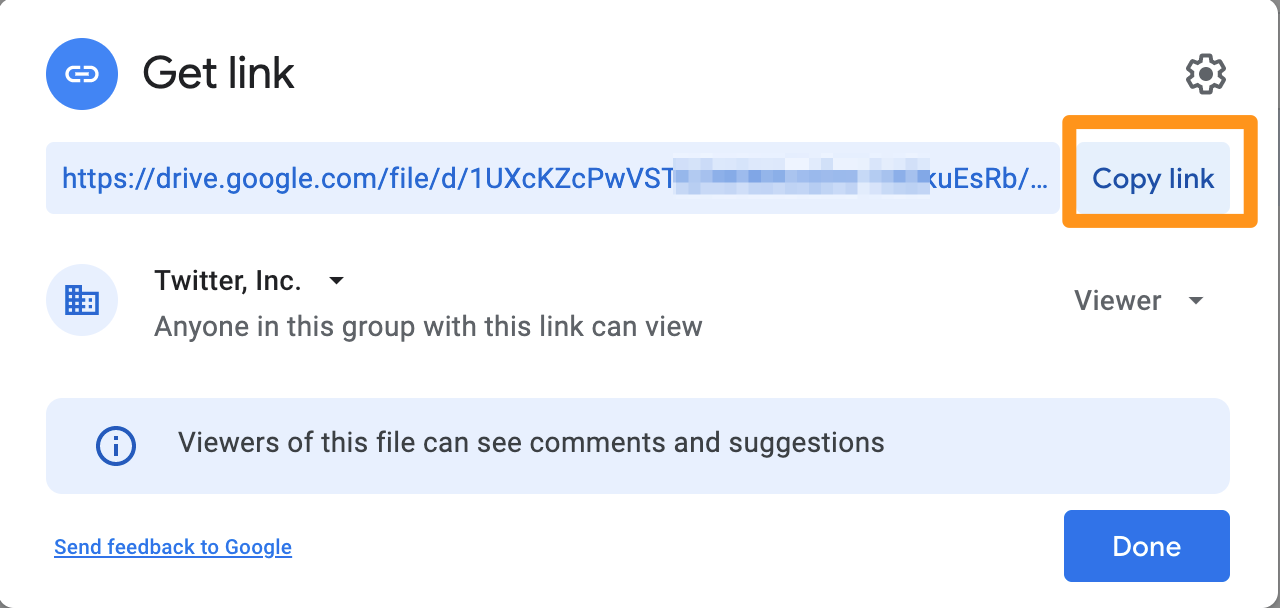 Get link
https://drive.google.com/file/d/1UXcKZcPwVST kuEsRb/…
Copy link
Twitter, Inc.
Anyone in this group with this link can view
Viewer
Viewers of this file can see comments and suggestions
Send feedback to Google
Done